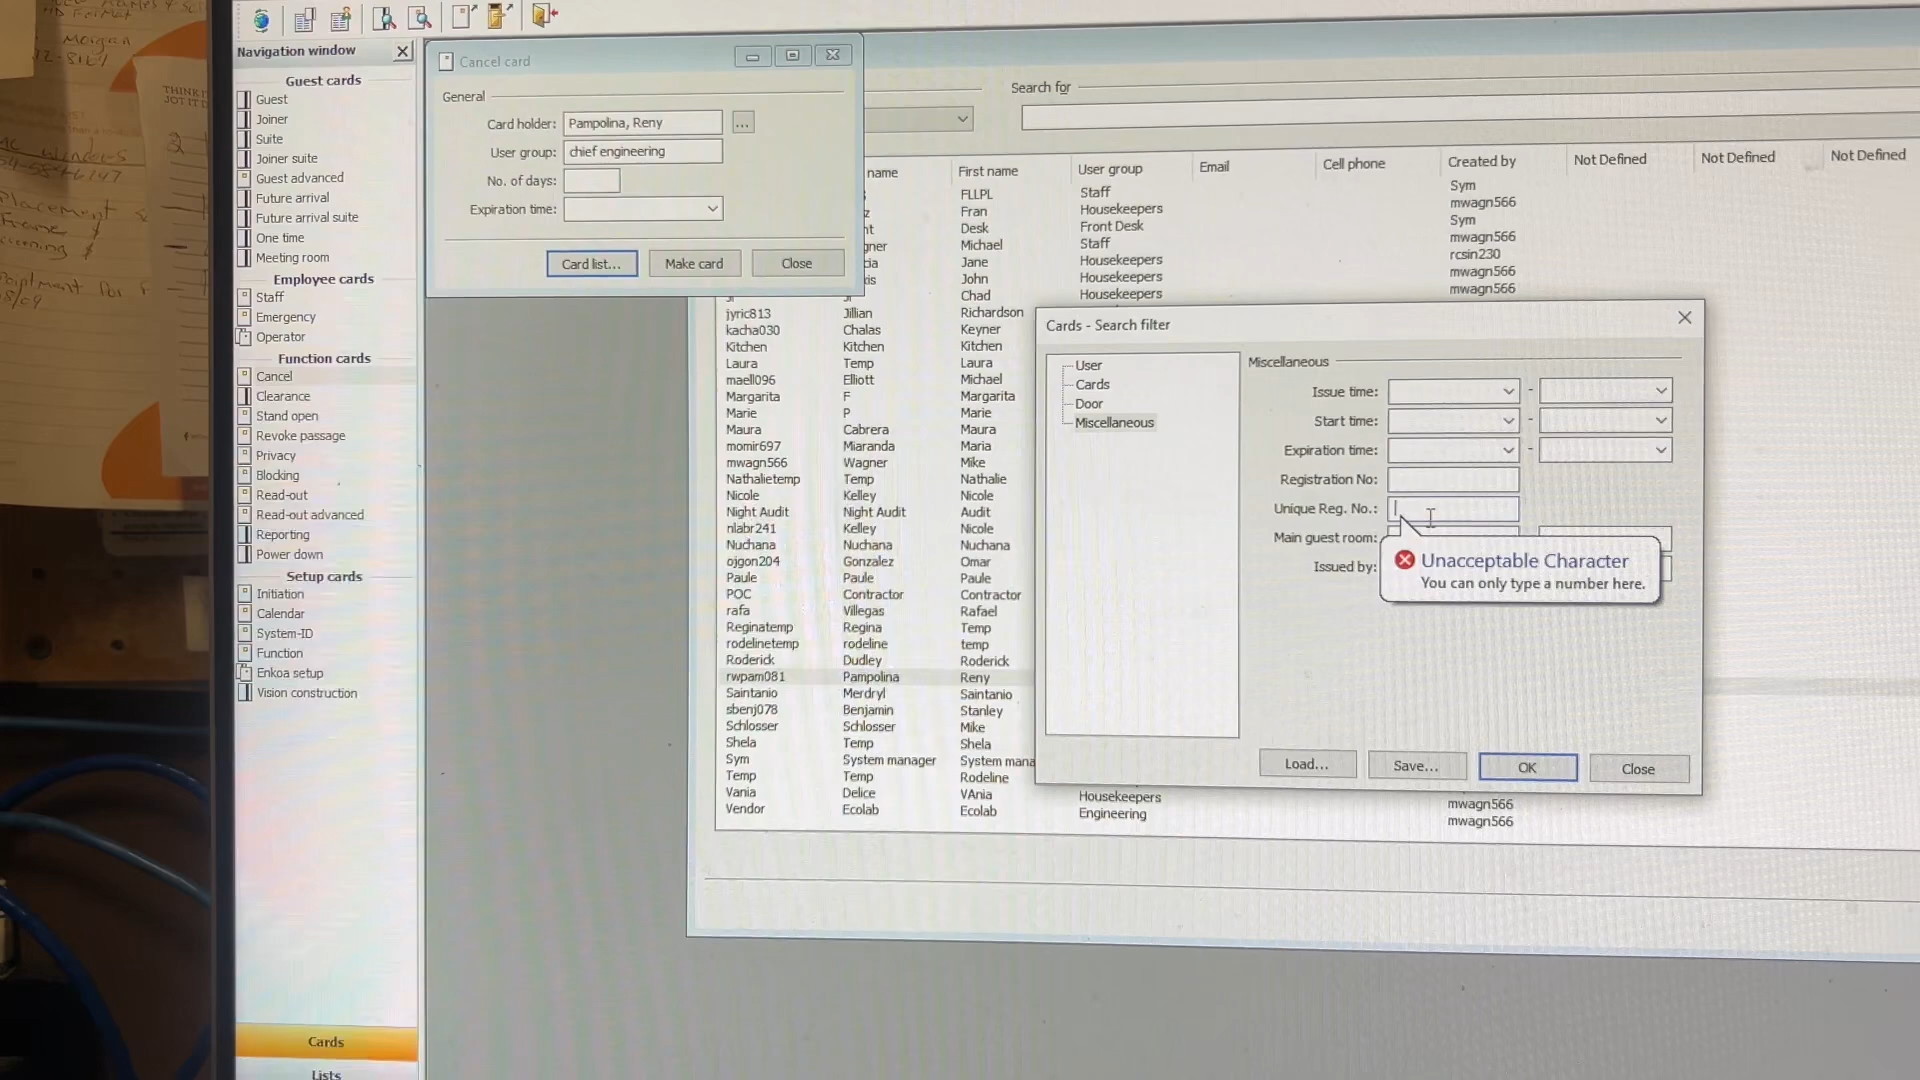 Morgan
THINK IT
JOT IT D
Navigation window
Guest cards
Guest
Joiner
Suite
Joiner suite
Guest advanced
Future arrival
Future arrival suite
One time
Meeting room
Employee cards
Staff
Emergency
Operator
Function cards
Cancel
Clearance
Stand open
Revoke passage
Privacy
Blocking
Read-out
Read-out advanced
Reporting
Power down
Setup cards
Initiation
Calendar
System-ID
Function
Enkoa setup
Vision construction
Cards
Lists
Cancel card
General
Card holder: Pampolina, Reny ...
User group: chief engineering
No. of days:
Expiration time:
Card list... Make card Close
Search for
name First name User group Email Cell phone Created by Not Defined Not Defined Not Defined
FLLPL Staff Sym
Fran Housekeepers mwagn566
Desk Front Desk Sym
Michael Staff mwagn566
Jane Housekeepers rcsin230
John Housekeepers mwagn566
Chad Housekeepers mwagn566
jyric813 Jillian Richardson
kacha030 Chalas Keyner
Kitchen Kitchen Kitchen
Laura Temp Laura
maell096 Elliott Michael
Margarita F Margarita
Marie P Marie
Maura Cabrera Maura
momir697 Miaranda Maria
mwagn566 Wagner Mike
Nathalietemp Temp Nathalie
Nicole Kelley Nicole
Night Audit Night Audit Audit
nlabr241 Kelley Nicole
Nuchana Nuchana Nuchana
ojgon204 Gonzalez Omar
Paule Paule Paule
POC Contractor Contractor
rafa Villegas Rafael
Reginatemp Regina Temp
rodelinetemp rodeline temp
Roderick Dudley Roderick
rwpam081 Pampolina Reny
Saintanio Merdryl Saintanio
sbenj078 Benjamin Stanley
Schlosser Schlosser Mike
Shela Temp Shela
Sym System manager System mana
Temp Temp Rodeline
Vania Delice VAnia Housekeepers mwagn566
Vendor Ecolab Ecolab Engineering mwagn566
Cards - Search filter
User
Cards
Door
Miscellaneous
Miscellaneous
Issue time: -
Start time: -
Expiration time: -
Registration No:
Unique Reg. No.:
Main guest room:
Issued by:
Unacceptable Character
You can only type a number here.
Load... Save... OK Close